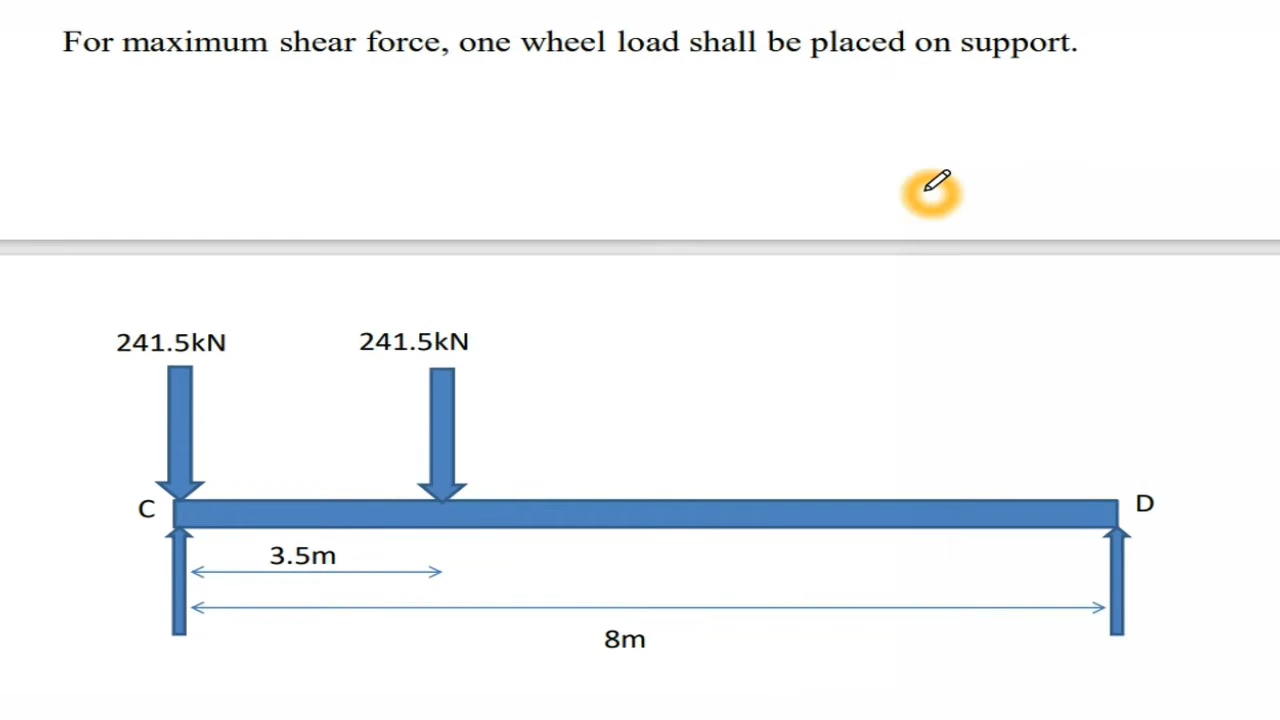 For maximum shear force, one wheel load shall be placed on support.
241.5kN 241.5kN
C D
3.5m
8m